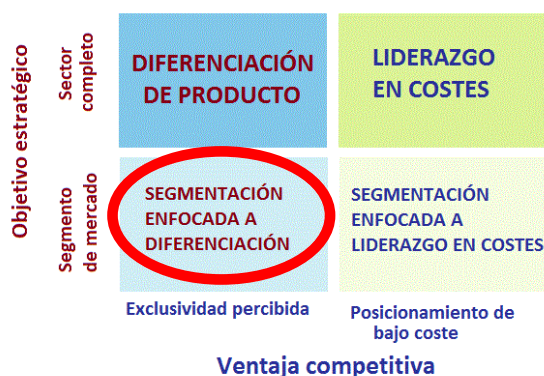 Objetivo estratégico
Sector
completo
DIFERENCIACIÓN
DE PRODUCTO
LIDERAZGO
EN COSTES
Segmento
de mercado
SEGMENTACIÓN
ENFOCADA A
DIFERENCIACIÓN
SEGMENTACIÓN
ENFOCADA A
LIDERAZGO EN COSTES
Exclusividad percibida
Posicionamiento de
bajo coste
Ventaja competitiva